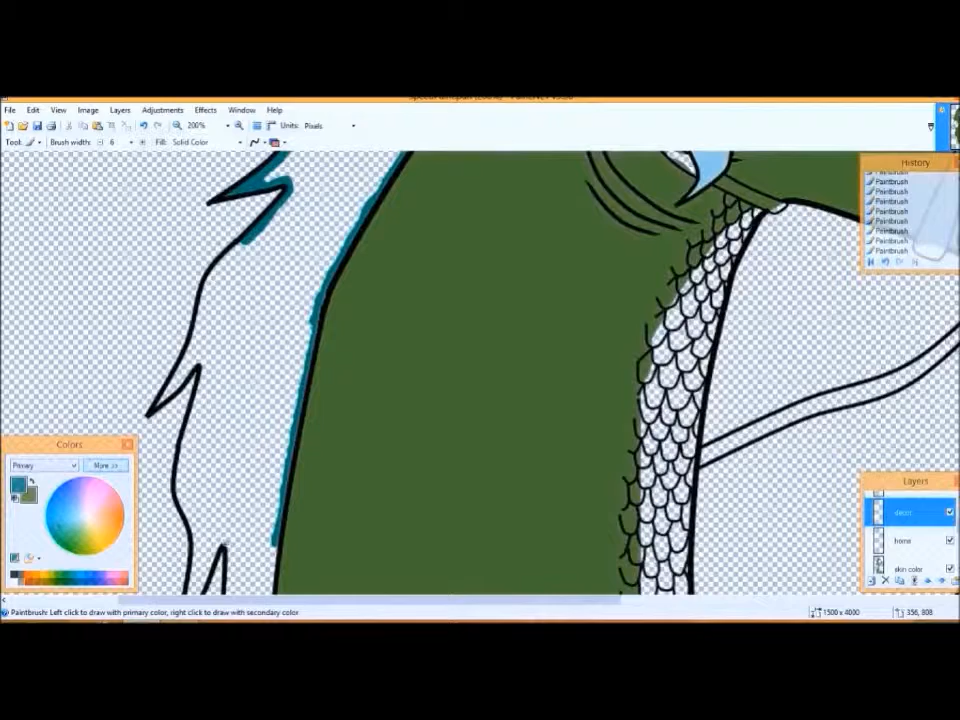 File Edit View Image Layers Adjustments Effects Window Help
200% Units: Pixels
Tool: Brush width: 6 Fill: Solid Color
History
Paintbrush
Paintbrush
Paintbrush
Paintbrush
Paintbrush
Paintbrush
Paintbrush
Paintbrush
Colors
Primary More >>
Layers
horns
skin color
Paintbrush: Left click to draw with primary color, right click to draw with secondary color
1500 x 4000 356, 808